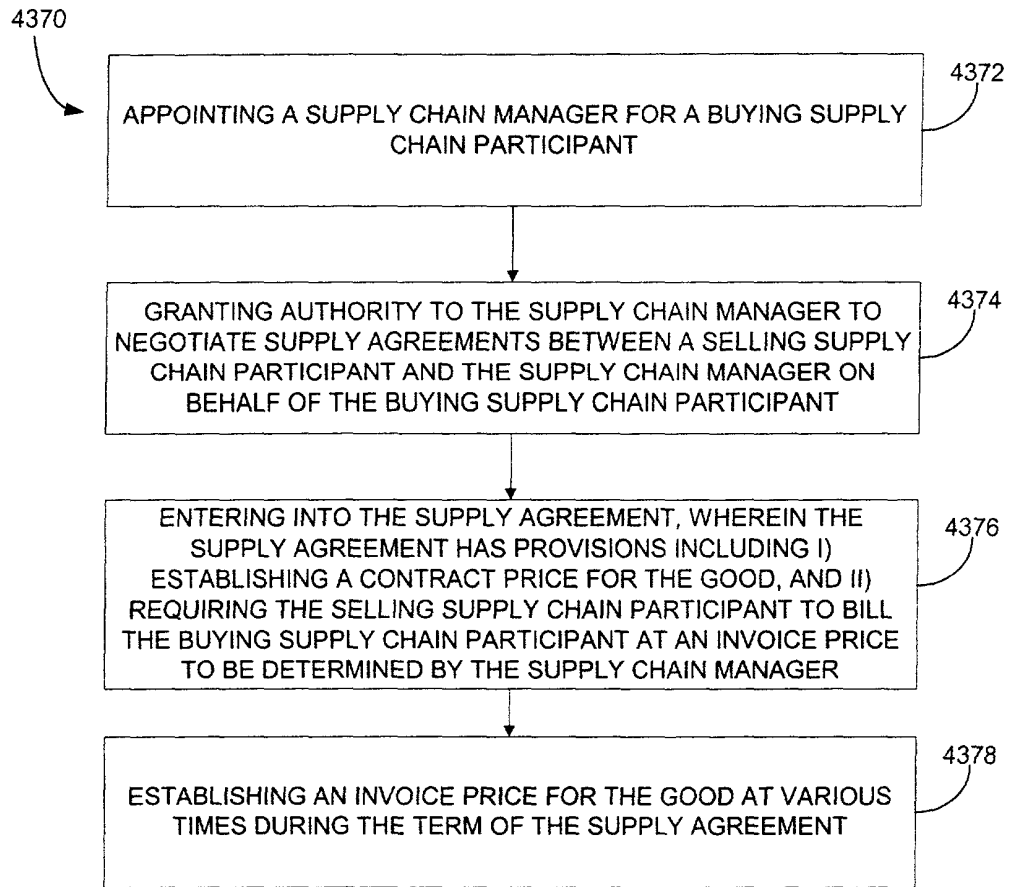 4370
4372
APPOINTING A SUPPLY CHAIN MANAGER FOR A BUYING SUPPLY
CHAIN PARTICIPANT
4374
GRANTING AUTHORITY TO THE SUPPLY CHAIN MANAGER TO
NEGOTIATE SUPPLY AGREEMENTS BETWEEN A SELLING SUPPLY
CHAIN PARTICIPANT AND THE SUPPLY CHAIN MANAGER ON
BEHALF OF THE BUYING SUPPLY CHAIN PARTICIPANT
4376
ENTERING INTO THE SUPPLY AGREEMENT, WHEREIN THE
SUPPLY AGREEMENT HAS PROVISIONS INCLUDING I)
ESTABLISHING A CONTRACT PRICE FOR THE GOOD, AND II)
REQUIRING THE SELLING SUPPLY CHAIN PARTICIPANT TO BILL
THE BUYING SUPPLY CHAIN PARTICIPANT AT AN INVOICE PRICE
TO BE DETERMINED BY THE SUPPLY CHAIN MANAGER
4378
ESTABLISHING AN INVOICE PRICE FOR THE GOOD AT VARIOUS
TIMES DURING THE TERM OF THE SUPPLY AGREEMENT